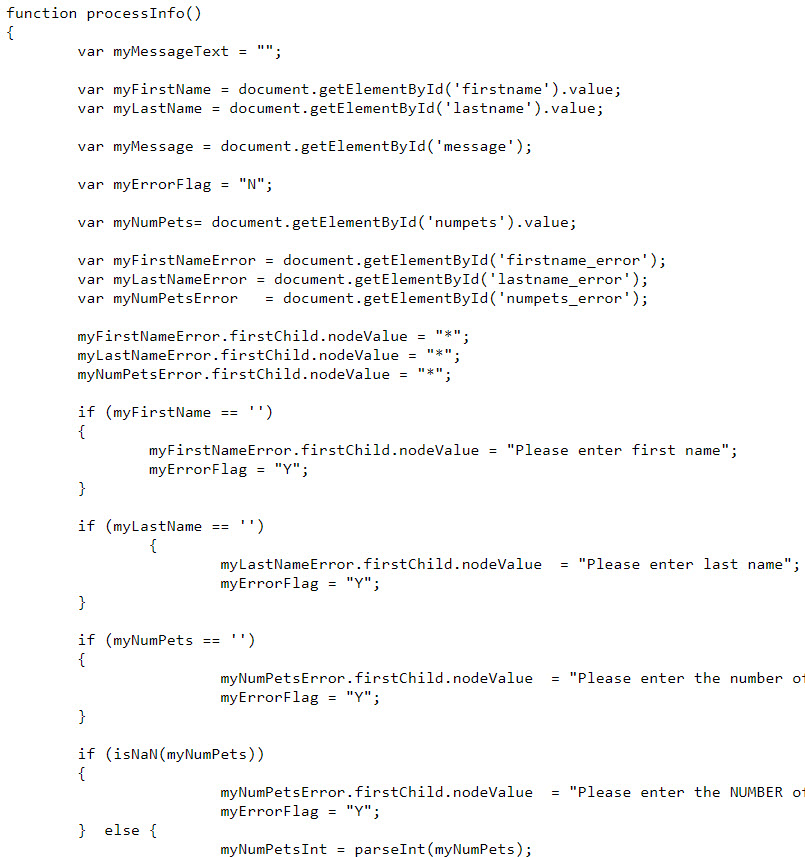 function processInfo()
{
        var myMessageText = "";

        var myFirstName = document.getElementById('firstname').value;
        var myLastName = document.getElementById('lastname').value;

        var myMessage = document.getElementById('message');

        var myErrorFlag = "N";

        var myNumPets= document.getElementById('numpets').value;

        var myFirstNameError = document.getElementById('firstname_error');
        var myLastNameError = document.getElementById('lastname_error');
        var myNumPetsError   = document.getElementById('numpets_error');

        myFirstNameError.firstChild.nodeValue = "*";
        myLastNameError.firstChild.nodeValue = "*";
        myNumPetsError.firstChild.nodeValue = "*";

        if (myFirstName == '')
        {
                myFirstNameError.firstChild.nodeValue = "Please enter first name";
                myErrorFlag = "Y";
        }

        if (myLastName == '')
                {
                        myLastNameError.firstChild.nodeValue  = "Please enter last name";
                        myErrorFlag = "Y";
        }

        if (myNumPets == '')
        {
                        myNumPetsError.firstChild.nodeValue  = "Please enter the number of
                        myErrorFlag = "Y";
        }

        if (isNaN(myNumPets))
        {
                        myNumPetsError.firstChild.nodeValue  = "Please enter the NUMBER of
                        myErrorFlag = "Y";
        }  else {
                        myNumPetsInt = parseInt(myNumPets);